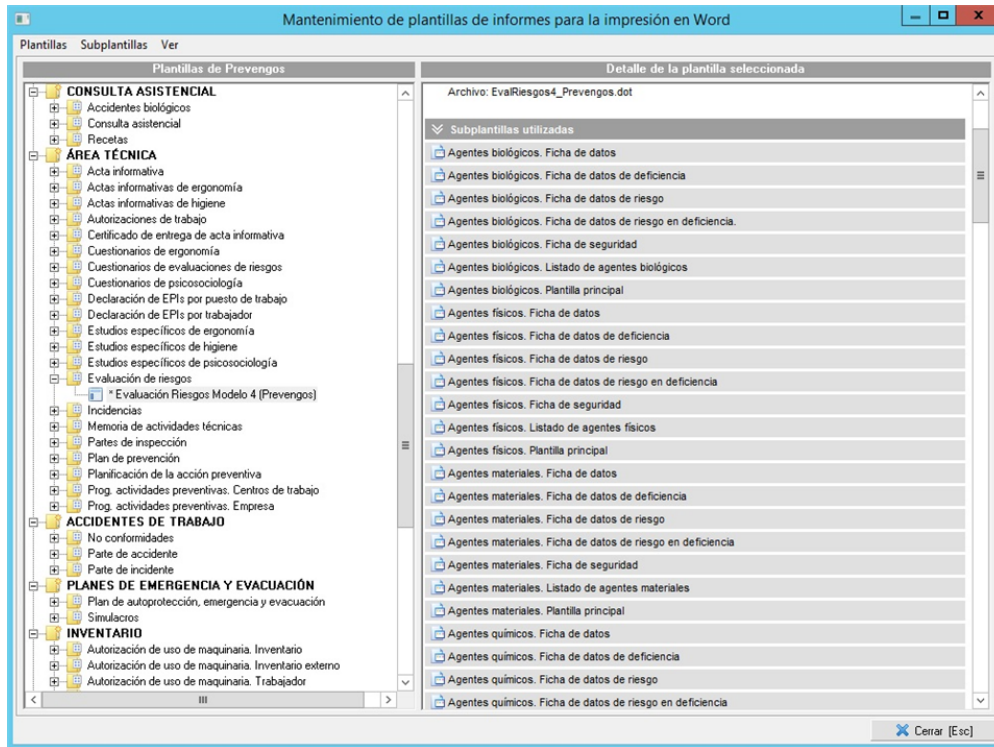 Mantenimiento de plantillas de informes para la impresión en Word
Plantillas Subplantillas Ver
Plantillas de Prevengos
CONSULTA ASISTENCIAL
Accidentes biológicos
Consulta asistencial
Recetas
ÁREA TÉCNICA
Acta informativa
Actas informativas de ergonomía
Actas informativas de higiene
Autorizaciones de trabajo
Certificado de entrega de acta informativa
Cuestionarios de ergonomía
Cuestionarios de evaluaciones de riesgos
Cuestionarios de psicosociología
Declaración de EPIs por puesto de trabajo
Declaración de EPIs por trabajador
Estudios específicos de ergonomía
Estudios específicos de higiene
Estudios específicos de psicosociología
Evaluación de riesgos
* Evaluación Riesgos Modelo 4 (Prevengos)
Incidencias
Memoria de actividades técnicas
Partes de inspección
Plan de prevención
Planificación de la acción preventiva
Prog. actividades preventivas. Centros de trabajo
Prog. actividades preventivas. Empresa
ACCIDENTES DE TRABAJO
No conformidades
Parte de accidente
Parte de incidente
PLANES DE EMERGENCIA Y EVACUACIÓN
Plan de autoprotección, emergencia y evacuación
Simulacros
INVENTARIO
Autorización de uso de maquinaria. Inventario
Autorización de uso de maquinaria. Inventario externo
Autorización de uso de maquinaria. Trabajador
Detalle de la plantilla seleccionada
Archivo: EvalRiesgos4_Prevengos.dot
Subplantillas utilizadas
Agentes biológicos. Ficha de datos
Agentes biológicos. Ficha de datos de deficiencia
Agentes biológicos. Ficha de datos de riesgo
Agentes biológicos. Ficha de datos de riesgo en deficiencia.
Agentes biológicos. Ficha de seguridad
Agentes biológicos. Listado de agentes biológicos
Agentes biológicos. Plantilla principal
Agentes físicos. Ficha de datos
Agentes físicos. Ficha de datos de deficiencia
Agentes físicos. Ficha de datos de riesgo
Agentes físicos. Ficha de datos de riesgo en deficiencia
Agentes físicos. Ficha de seguridad
Agentes físicos. Listado de agentes físicos
Agentes físicos. Plantilla principal
Agentes materiales. Ficha de datos
Agentes materiales. Ficha de datos de deficiencia
Agentes materiales. Ficha de datos de riesgo
Agentes materiales. Ficha de datos de riesgo en deficiencia
Agentes materiales. Ficha de seguridad
Agentes materiales. Listado de agentes materiales
Agentes materiales. Plantilla principal
Agentes químicos. Ficha de datos
Agentes químicos. Ficha de datos de deficiencia
Agentes químicos. Ficha de datos de riesgo
Agentes químicos. Ficha de datos de riesgo en deficiencia
Cerrar [Esc]